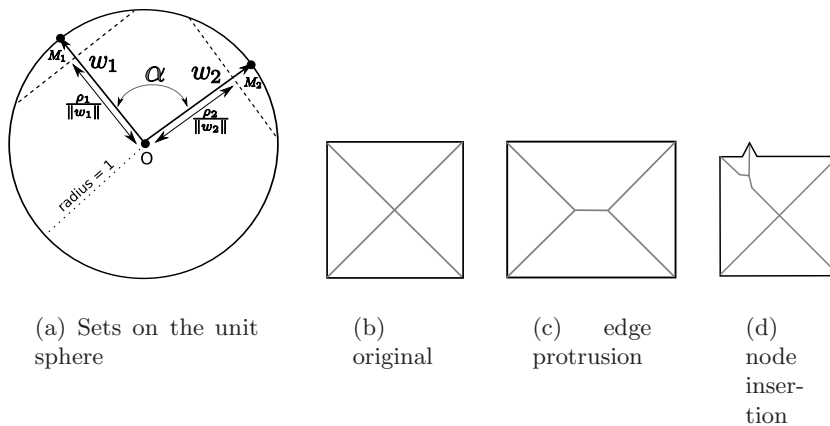 M₁
w₁
α
w₂
M₂
ρ₁
‖w₁‖
ρ₂
‖w₂‖
O
radius = 1
(a) Sets on the unit
sphere
(b)
original
(c) edge
protrusion
(d)
node
inser-
tion